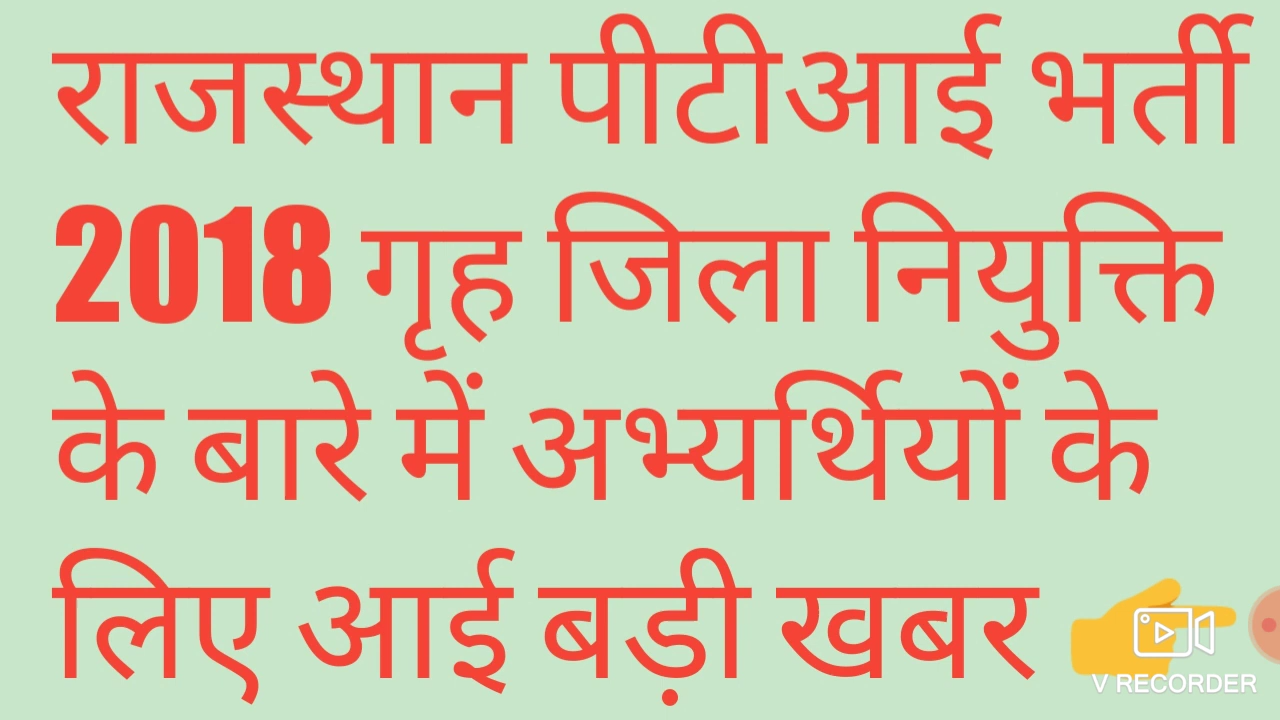 राजस्थान पीटीआई भर्ती
2018 गृह जिला नियुक्ति
के बारे में अभ्यर्थियों के
लिए आई बड़ी खबर
V RECORDER